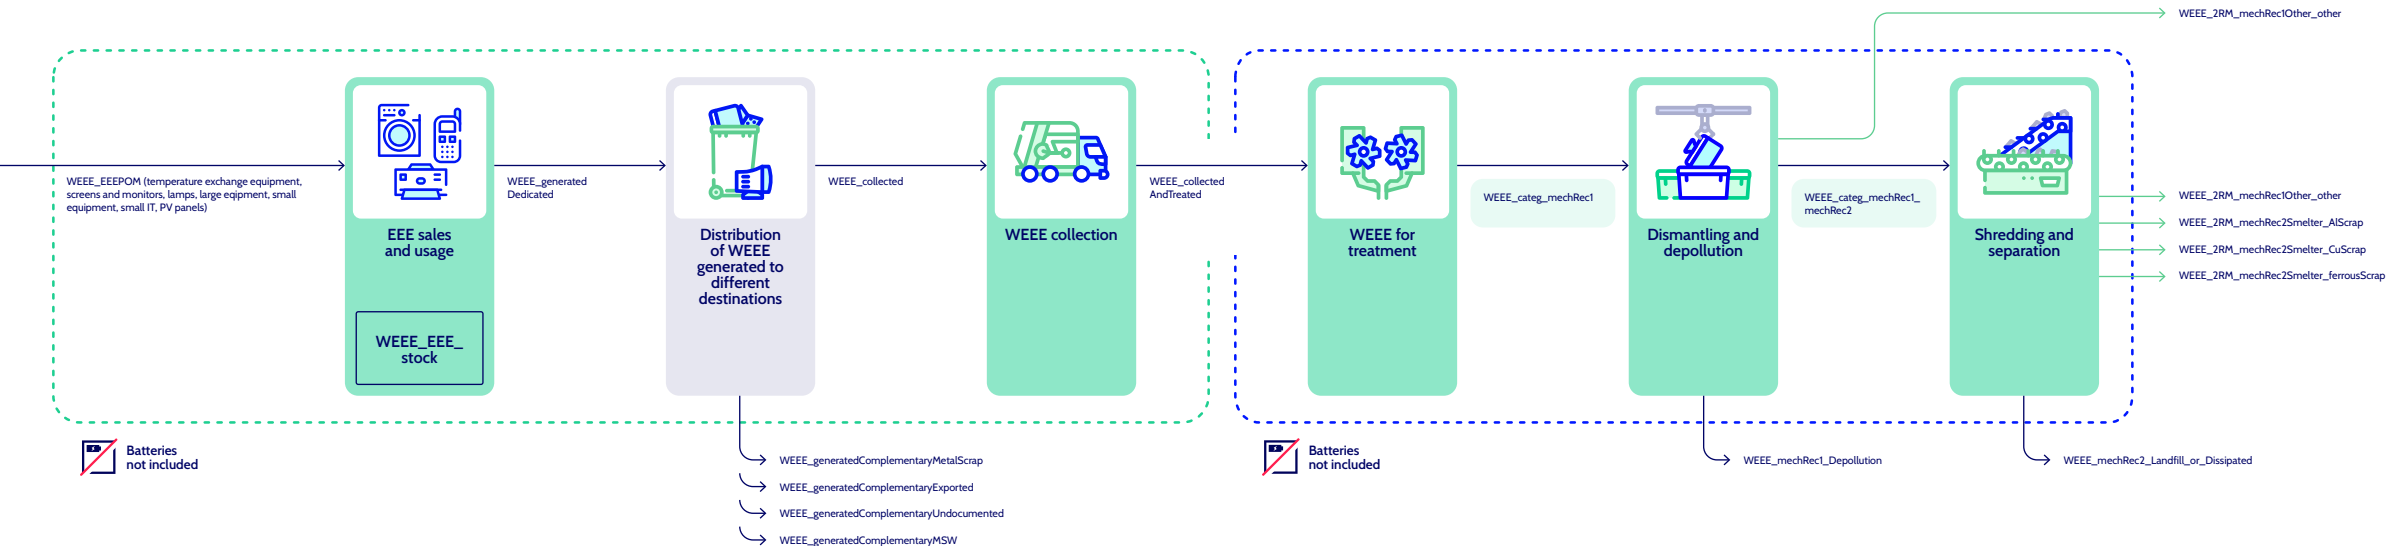 WEEE_2RM_mechRec1Other_other
WEEE_EEEPOM (temperature exchange equipment,
screens and monitors, lamps, large eqipment, small
equipment, small IT, PV panels)
EEE sales
and usage
WEEE_EEE_
stock
WEEE_generated
Dedicated
Distribution
of WEEE
generated to
different
destinations
WEEE_collected
WEEE collection
WEEE_collected
AndTreated
WEEE for
treatment
WEEE_categ_mechRec1
Dismantling and
depollution
WEEE_categ_mechRec1_
mechRec2
Shredding and
separation
WEEE_2RM_mechRec1Other_other
WEEE_2RM_mechRec2Smelter_AlScrap
WEEE_2RM_mechRec2Smelter_CuScrap
WEEE_2RM_mechRec2Smelter_ferrousScrap
Batteries
not included
WEEE_generatedComplementaryMetalScrap
WEEE_generatedComplementaryExported
WEEE_generatedComplementaryUndocumented
WEEE_generatedComplementaryMSW
Batteries
not included
WEEE_mechRec1_Depollution
WEEE_mechRec2_Landfill_or_Dissipated